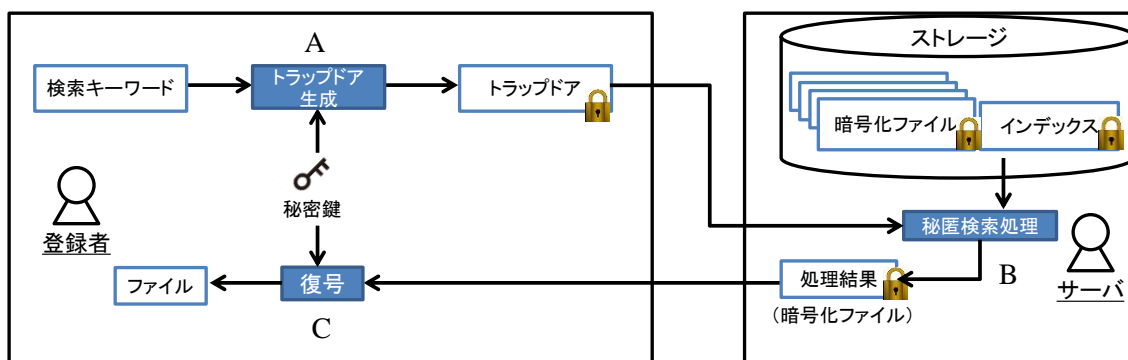 A
検索キーワード
トラップドア
生成
トラップドア
秘密鍵
登録者
ファイル
復号
C
ストレージ
暗号化ファイル
インデックス
秘匿検索処理
処理結果
(暗号化ファイル)
B
サーバ